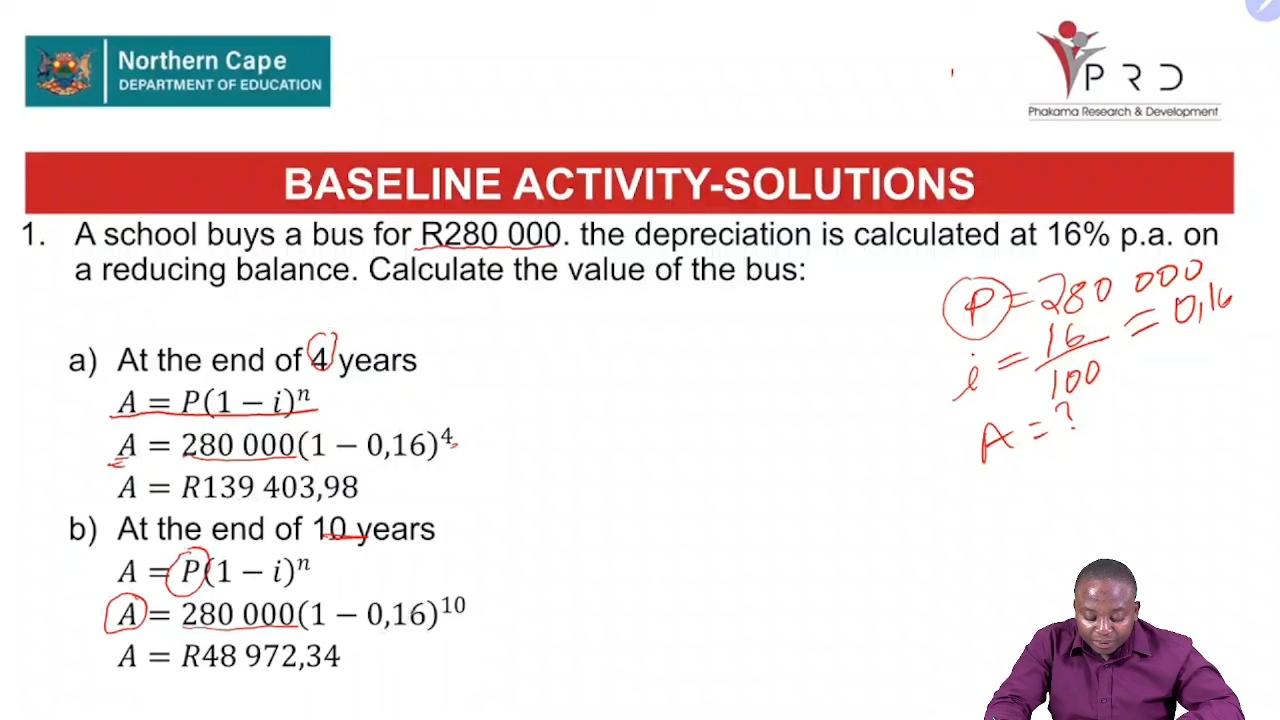 Northern Cape
DEPARTMENT OF EDUCATION
P R D
Phakama Research & Development
BASELINE ACTIVITY-SOLUTIONS
1. A school buys a bus for R280 000. the depreciation is calculated at 16% p.a. on
a reducing balance. Calculate the value of the bus:
P = 280 000
i = 16/100 = 0,16
A = ?
a) At the end of 4 years
A = P(1 − i)ⁿ
A = 280 000(1 − 0,16)⁴
A = R139 403,98
b) At the end of 10 years
A = P(1 − i)ⁿ
A = 280 000(1 − 0,16)¹⁰
A = R48 972,34